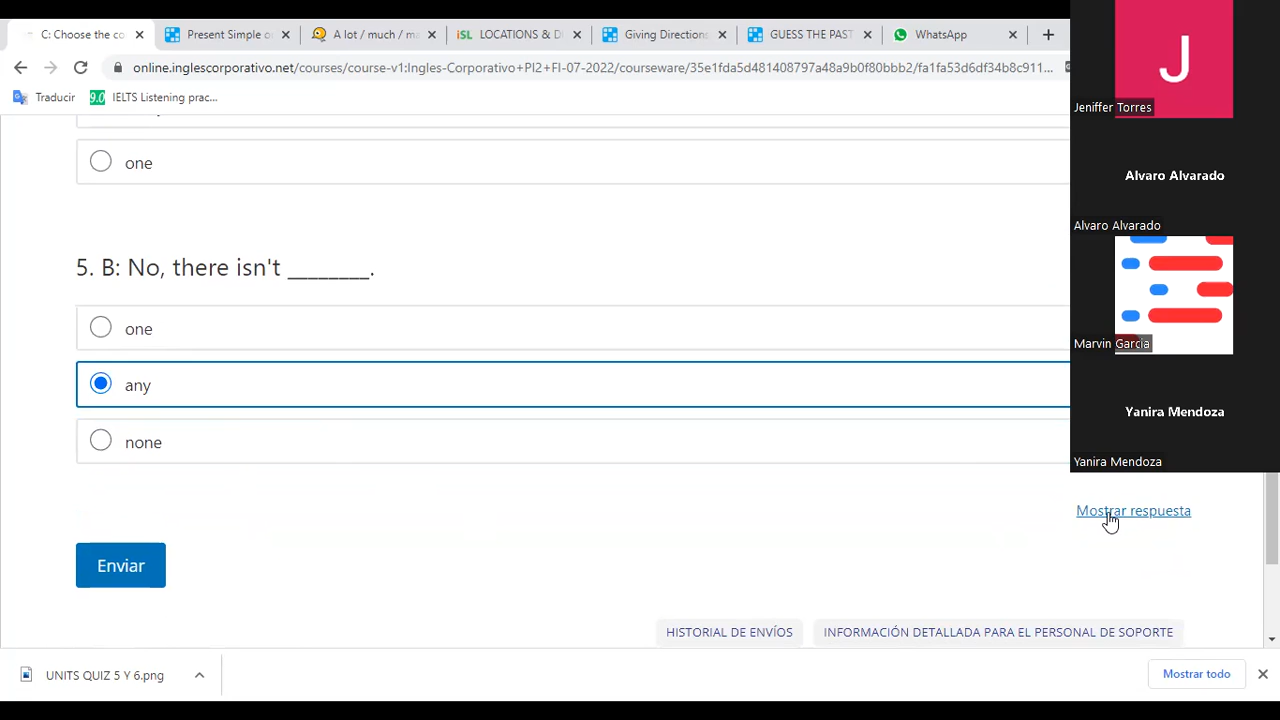 C: Choose the co
Present Simple o
A lot / much / m
iSL LOCATIONS & D
Giving Direction
GUESS THE PAST
WhatsApp
online.inglescorporativo.net/courses/course-v1:Ingles-Corporativo+PI2+FI-07-2022/courseware/35e1fda5d481408797a48a9b0f80bbb2/fa1fa53d6df34b8c911...
Traducir
9.0 IELTS Listening prac...
one
5. B: No, there isn't ________.
one
any
none
Mostrar respuesta
Enviar
HISTORIAL DE ENVÍOS
INFORMACIÓN DETALLADA PARA EL PERSONAL DE SOPORTE
UNITS QUIZ 5 Y 6.png
Mostrar todo
J
Jeniffer Torres
Alvaro Alvarado
Alvaro Alvarado
Marvin Garcia
Yanira Mendoza
Yanira Mendoza